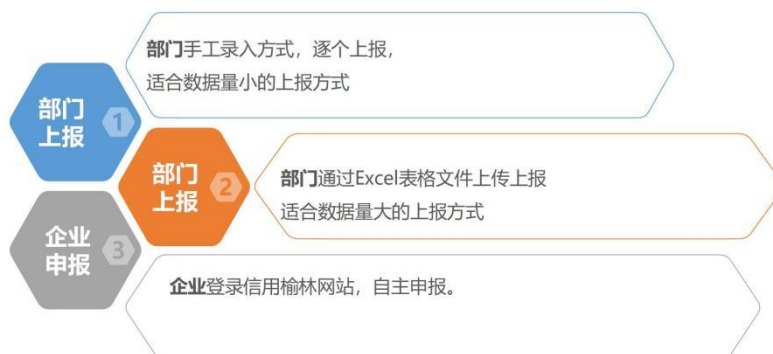 部门手工录入方式，逐个上报，
适合数据量小的上报方式
部门
上报
1
部门
上报
2
部门通过Excel表格文件上传上报
适合数据量大的上报方式
企业
申报
3
企业登录信用榆林网站，自主申报。